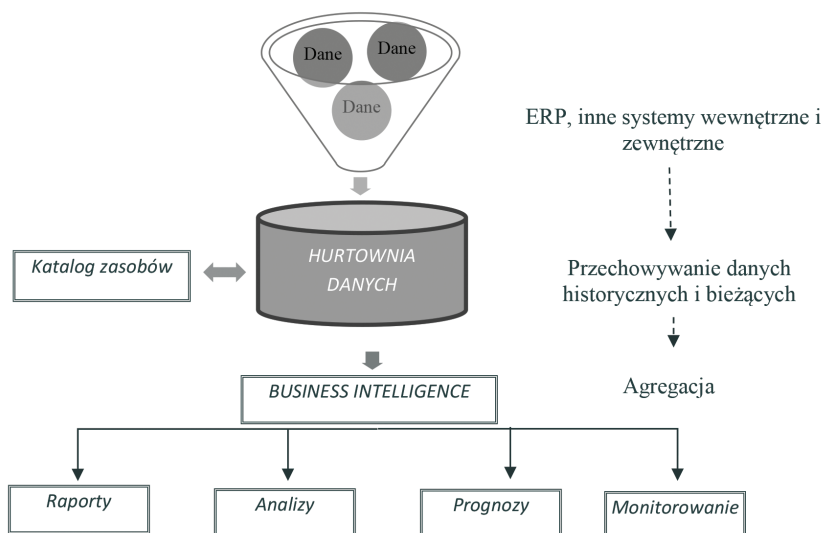 Dane
Dane
Dane
ERP, inne systemy wewnętrzne i
zewnętrzne
HURTOWNIA
DANYCH
Katalog zasobów
Przechowywanie danych
historycznych i bieżących
BUSINESS INTELLIGENCE
Agregacja
Raporty
Analizy
Prognozy
Monitorowanie